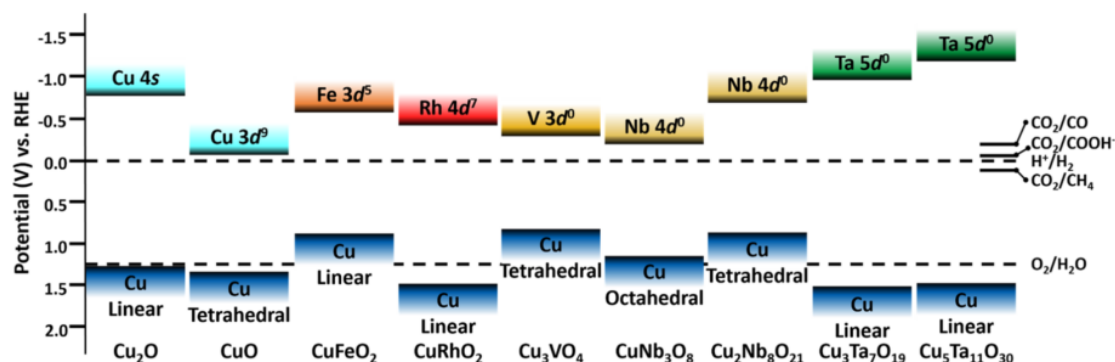 Potential (V) vs. RHE
-1.5
-1.0
-0.5
0.0
0.5
1.0
1.5
2.0
Cu 4s
Cu 3d⁹
Fe 3d⁵
Rh 4d⁷
V 3d⁰
Nb 4d⁰
Nb 4d⁰
Ta 5d⁰
Ta 5d⁰
CO₂/CO
CO₂/COOH⁻
H⁺/H₂
CO₂/CH₄
O₂/H₂O
Cu
Linear
Cu
Tetrahedral
Cu
Linear
Cu
Linear
Cu
Tetrahedral
Cu
Octahedral
Cu
Tetrahedral
Cu
Linear
Cu
Linear
Cu₂O CuO CuFeO₂ CuRhO₂ Cu₃VO₄ CuNb₃O₈ Cu₂Nb₈O₂₁ Cu₃Ta₇O₁₉ Cu₅Ta₁₁O₃₀